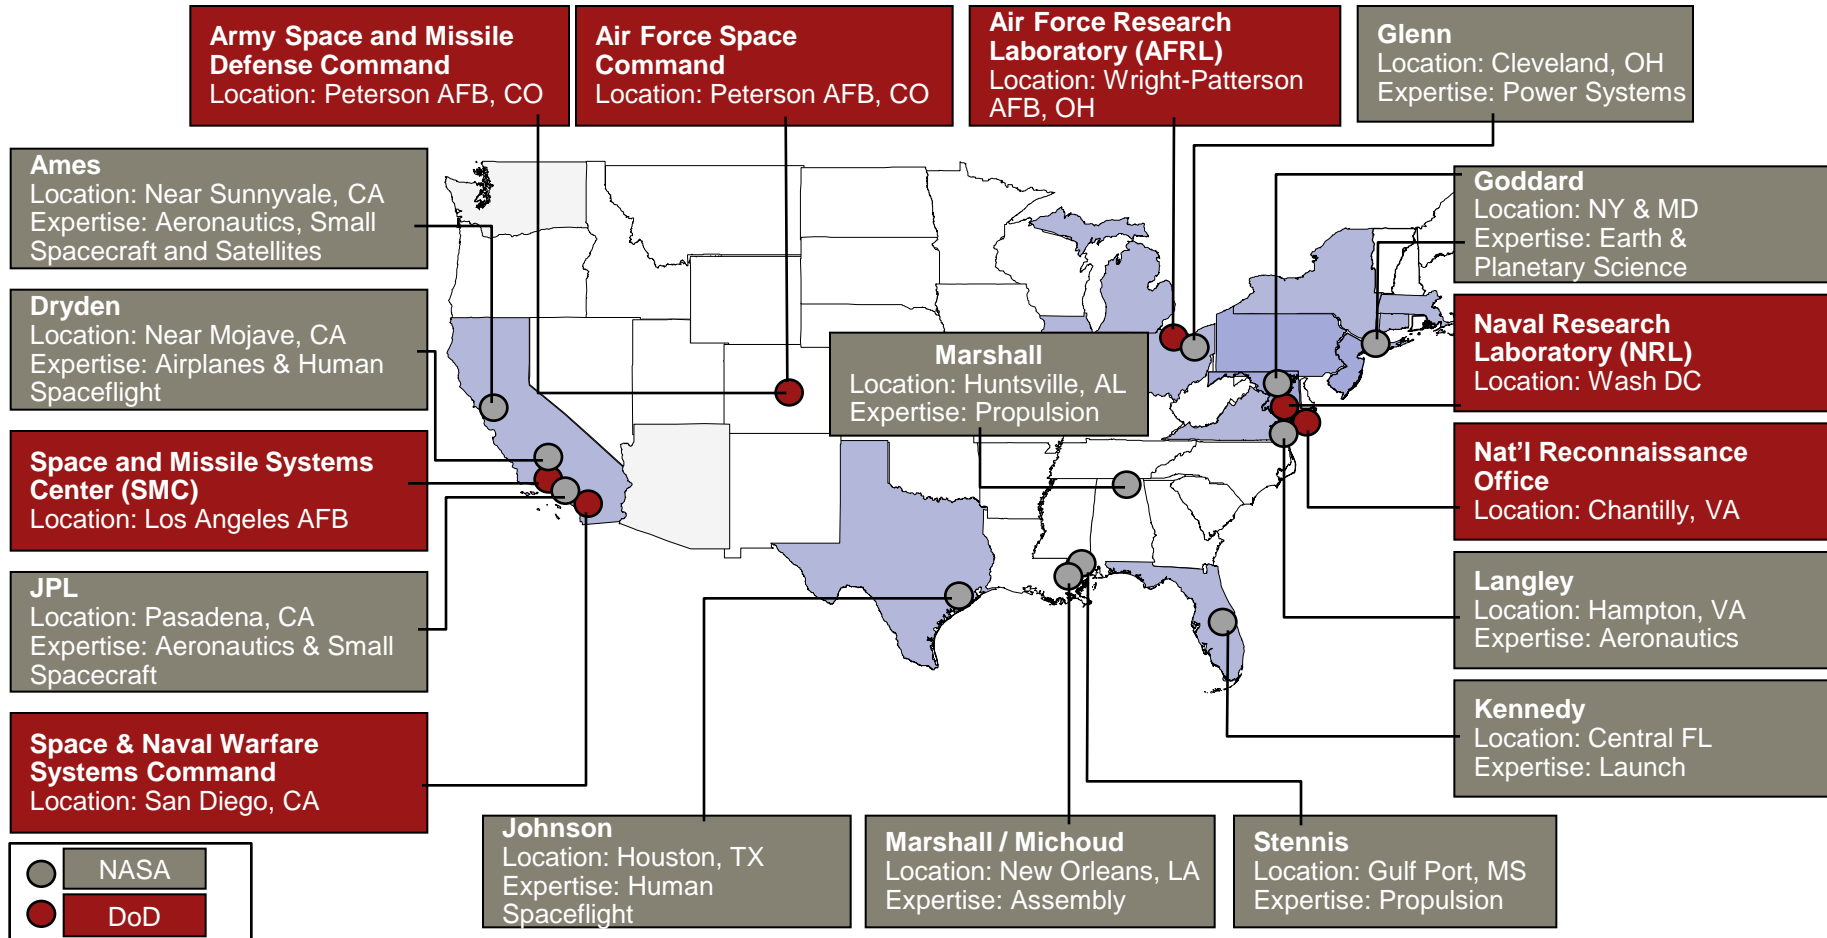 Army Space and Missile
Defense Command
Location: Peterson AFB, CO
Air Force Space
Command
Location: Peterson AFB, CO
Air Force Research
Laboratory (AFRL)
Location: Wright-Patterson
AFB, OH
Glenn
Location: Cleveland, OH
Expertise: Power Systems
Ames
Location: Near Sunnyvale, CA
Expertise: Aeronautics, Small
Spacecraft and Satellites
Goddard
Location: NY & MD
Expertise: Earth &
Planetary Science
Dryden
Location: Near Mojave, CA
Expertise: Airplanes & Human
Spaceflight
Marshall
Location: Huntsville, AL
Expertise: Propulsion
Naval Research
Laboratory (NRL)
Location: Wash DC
Space and Missile Systems
Center (SMC)
Location: Los Angeles AFB
Nat'l Reconnaissance
Office
Location: Chantilly, VA
JPL
Location: Pasadena, CA
Expertise: Aeronautics & Small
Spacecraft
Langley
Location: Hampton, VA
Expertise: Aeronautics
Space & Naval Warfare
Systems Command
Location: San Diego, CA
Kennedy
Location: Central FL
Expertise: Launch
Johnson
Location: Houston, TX
Expertise: Human
Spaceflight
Marshall / Michoud
Location: New Orleans, LA
Expertise: Assembly
Stennis
Location: Gulf Port, MS
Expertise: Propulsion
NASA
DoD